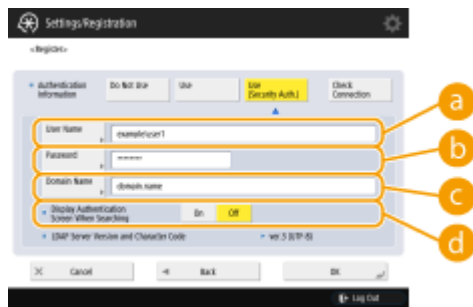 Settings/Registration
<Register>
Authentication
Information
Do Not Use
Use
Use
(Security Auth.)
Check
Connection
User Name
example\user1
Password
********
Domain Name
domain.name
Display Authentication
Screen When Searching
On
Off
LDAP Server Version and Character Code
ver.3 (UTF-8)
Cancel
Back
OK
Log Out
a
b
c
d